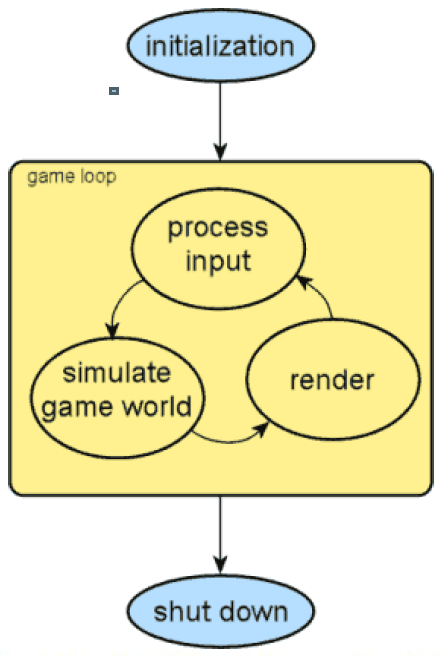 initialization
game loop
process
input
simulate
game world
render
shut down